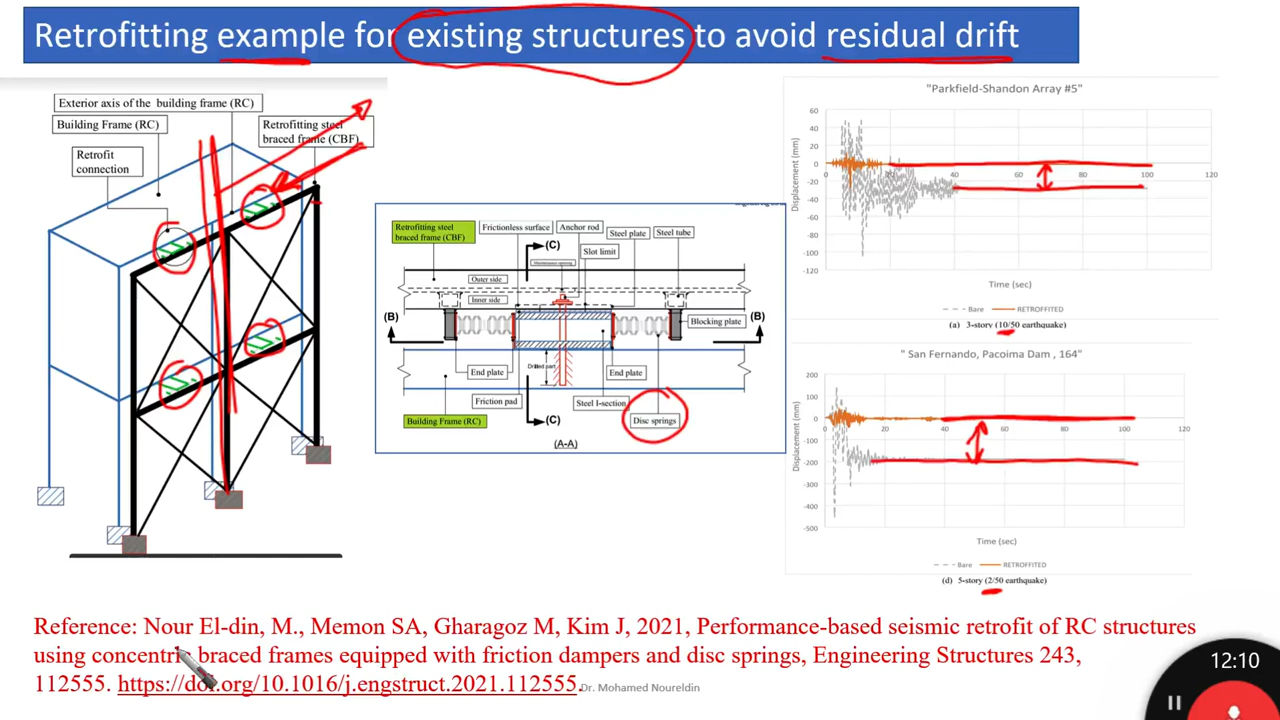 Retrofitting example for existing structures to avoid residual drift
Exterior axis of the building frame (RC)
Building Frame (RC)
Retrofitting steel
braced frame (CBF)
Retrofit
connection
Retrofitting steel
braced frame (CBF)
Frictionless surface
Anchor rod
Steel plate
Steel tube
(C)
Slot limit
Outer side
Inner side
(B)
(B)
Blocking plate
End plate
Drilled part
End plate
Friction pad
Steel I-section
Building Frame (RC)
(C)
Disc springs
(A-A)
"Parkfield-Shandon Array #5"
Displacement (mm)
60
40
20
0
-20
-40
-60
-80
-100
-120
0
20
40
60
80
100
120
Time (sec)
Bare
RETROFFITED
(a) 3-story (10/50 earthquake)
" San Fernando, Pacoima Dam , 164"
Displacement (mm)
200
100
0
-100
-200
-300
-400
-500
0
20
40
60
80
100
120
Time (sec)
Bare
RETROFFITED
(d) 5-story (2/50 earthquake)
Reference: Nour El-din, M., Memon SA, Gharagoz M, Kim J, 2021, Performance-based seismic retrofit of RC structures
using concentric braced frames equipped with friction dampers and disc springs, Engineering Structures 243,
112555. https://doi.org/10.1016/j.engstruct.2021.112555.
Dr. Mohamed Noureldin
12:10